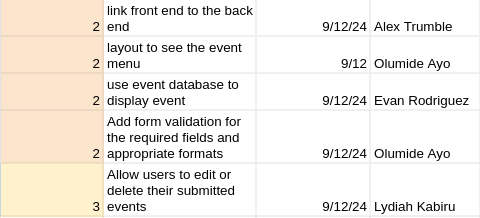 link front end to the back
2 end 9/12/24 Alex Trumble
layout to see the event
2 menu 9/12 Olumide Ayo
use event database to
2 display event 9/12/24 Evan Rodriguez
Add form validation for
the required fields and
2 appropriate formats 9/12/24 Olumide Ayo
Allow users to edit or
delete their submitted
3 events 9/12/24 Lydiah Kabiru